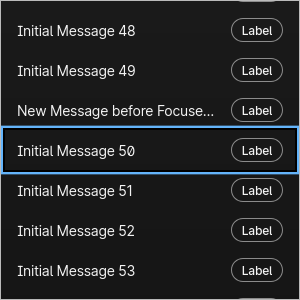 Initial Message 48 Label
Initial Message 49 Label
New Message before Focuse... Label
Initial Message 50 Label
Initial Message 51 Label
Initial Message 52 Label
Initial Message 53 Label